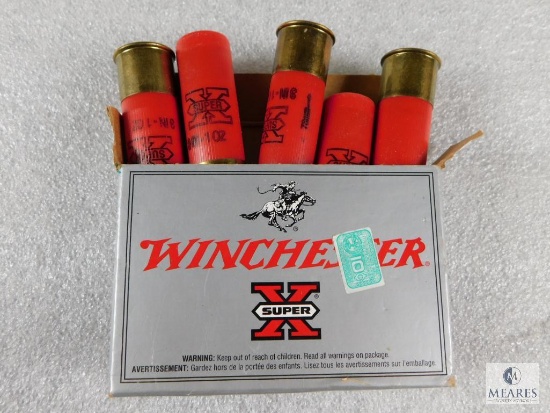 SUPER
X
WINCHESTER®
X
SUPER
WARNING: Keep out of reach of children. Read all warnings on package.
AVERTISSEMENT: Gardez hors de la portée des enfants. Lisez tous les avertissements sur l'emballage.
M
MEARES